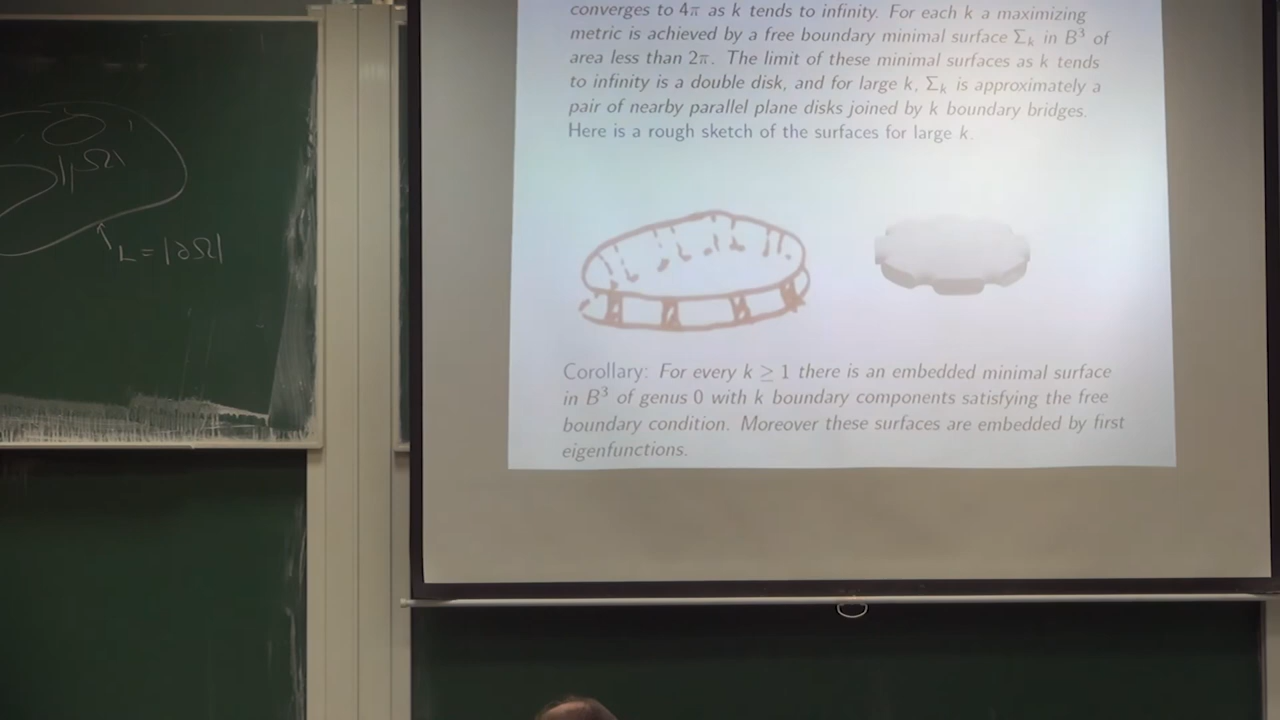 |Ω|
L = |∂Ω|
converges to 4π as k tends to infinity. For each k a maximizing
metric is achieved by a free boundary minimal surface Σₖ in B³ of
area less than 2π. The limit of these minimal surfaces as k tends
to infinity is a double disk, and for large k, Σₖ is approximately a
pair of nearby parallel plane disks joined by k boundary bridges.
Here is a rough sketch of the surfaces for large k.
Corollary: For every k ≥ 1 there is an embedded minimal surface
in B³ of genus 0 with k boundary components satisfying the free
boundary condition. Moreover these surfaces are embedded by first
eigenfunctions.